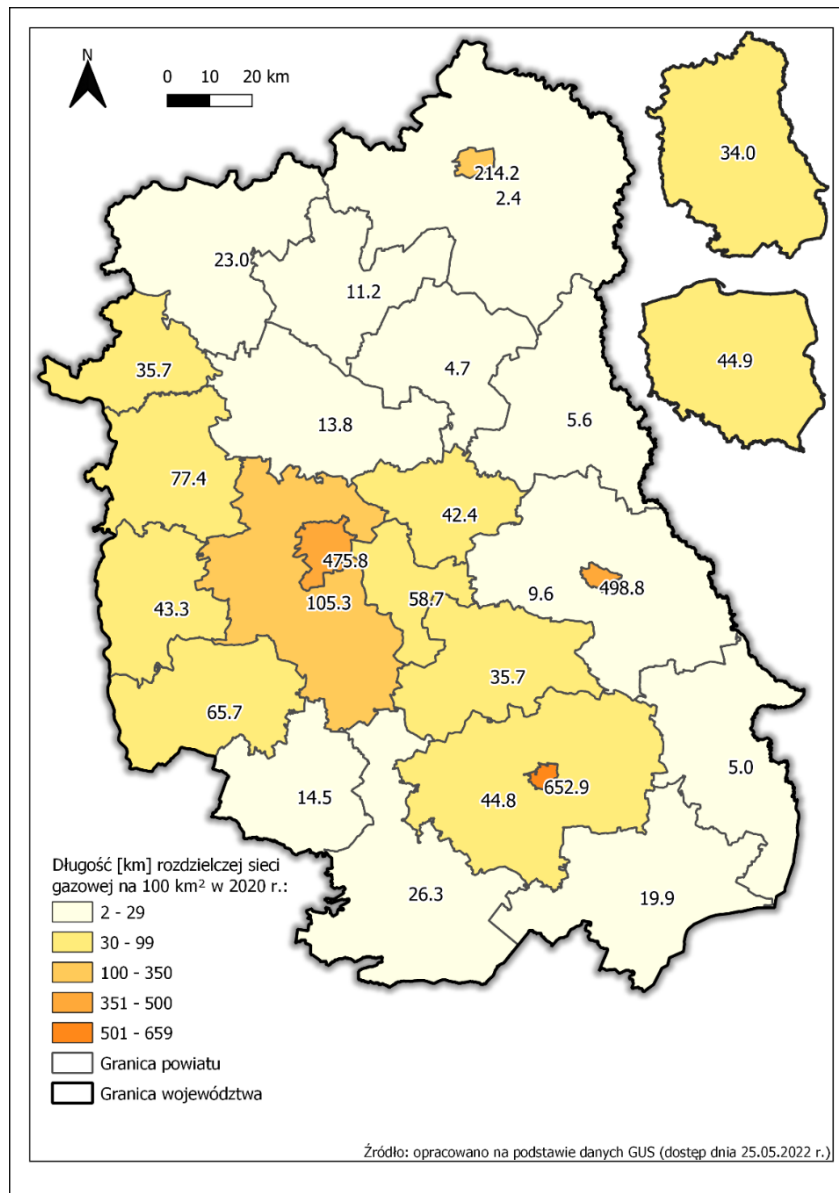 N
0 10 20 km
34.0
214.2
2.4
23.0
11.2
44.9
35.7
4.7
13.8
5.6
77.4
42.4
475.8
498.8
43.3
105.3
58.7
9.6
35.7
65.7
5.0
14.5
44.8
652.9
26.3
19.9
Długość [km] rozdzielczej sieci
gazowej na 100 km² w 2020 r.:
2 - 29
30 - 99
100 - 350
351 - 500
501 - 659
Granica powiatu
Granica województwa
Źródło: opracowano na podstawie danych GUS (dostęp dnia 25.05.2022 r.)